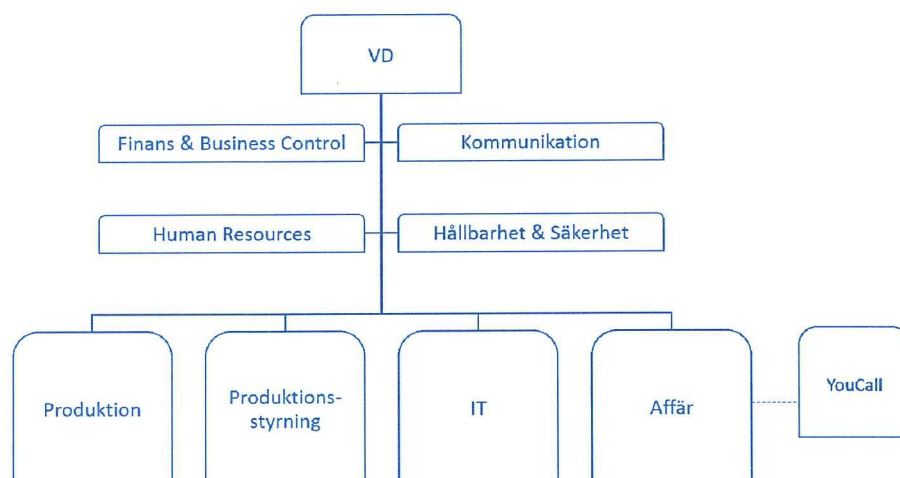 VD
Finans & Business Control
Kommunikation
Human Resources
Hållbarhet & Säkerhet
Produktion
Produktions-
styrning
IT
Affär
YouCall